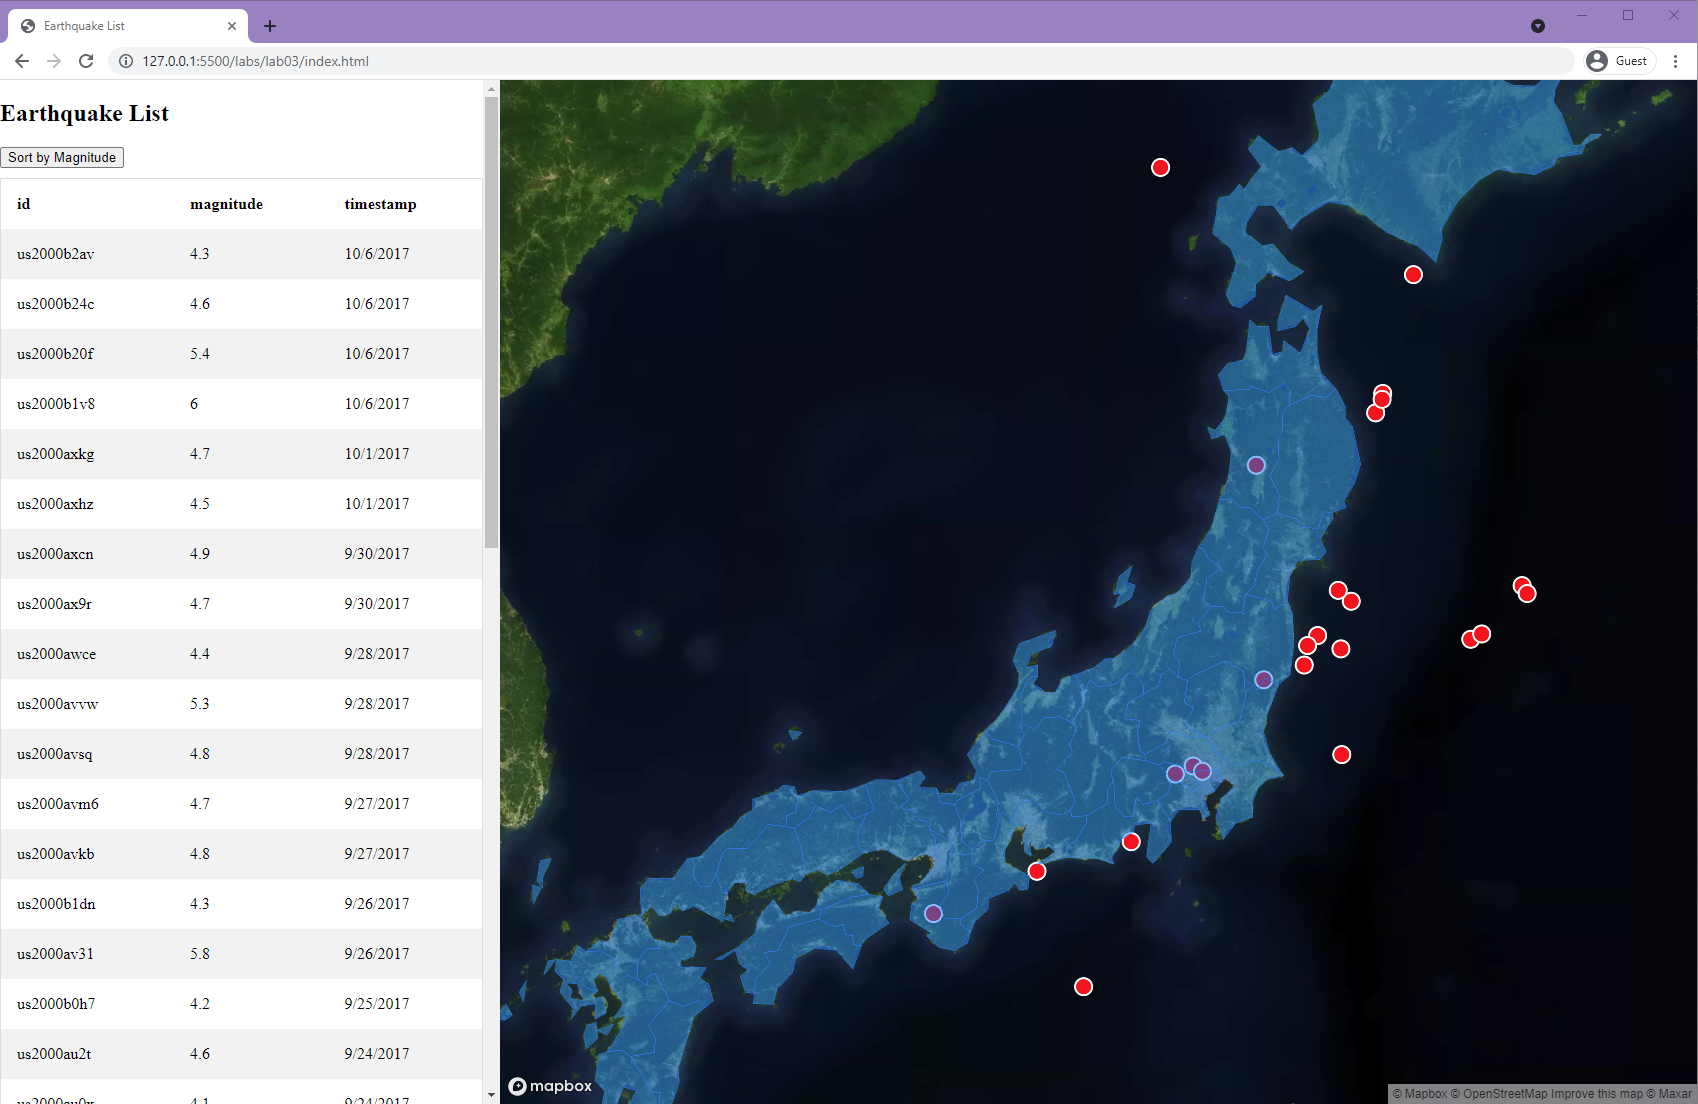 Earthquake List
127.0.0.1:5500/labs/lab03/index.html
Guest
Earthquake List
Sort by Magnitude
id magnitude timestamp
us2000b2av 4.3 10/6/2017
us2000b24c 4.6 10/6/2017
us2000b20f 5.4 10/6/2017
us2000b1v8 6 10/6/2017
us2000axkg 4.7 10/1/2017
us2000axhz 4.5 10/1/2017
us2000axcn 4.9 9/30/2017
us2000ax9r 4.7 9/30/2017
us2000awce 4.4 9/28/2017
us2000avvw 5.3 9/28/2017
us2000avsq 4.8 9/28/2017
us2000avm6 4.7 9/27/2017
us2000avkb 4.8 9/27/2017
us2000b1dn 4.3 9/26/2017
us2000av31 5.8 9/26/2017
us2000b0h7 4.2 9/25/2017
us2000au2t 4.6 9/24/2017
4.1 9/24/2017
mapbox
© Mapbox © OpenStreetMap Improve this map © Maxar